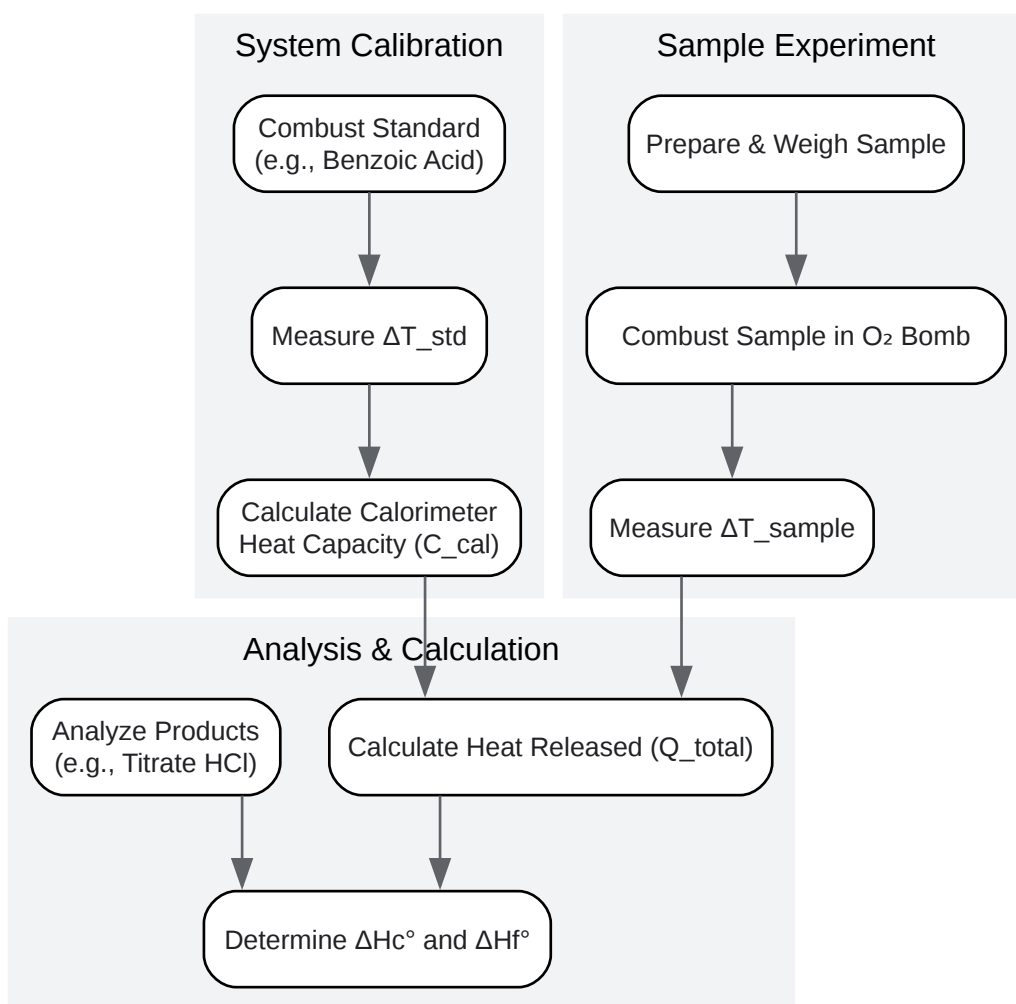 System Calibration
Combust Standard
(e.g., Benzoic Acid)
Measure ΔT_std
Calculate Calorimeter
Heat Capacity (C_cal)
Sample Experiment
Prepare & Weigh Sample
Combust Sample in O₂ Bomb
Measure ΔT_sample
Analysis & Calculation
Analyze Products
(e.g., Titrate HCl)
Calculate Heat Released (Q_total)
Determine ΔHc° and ΔHf°